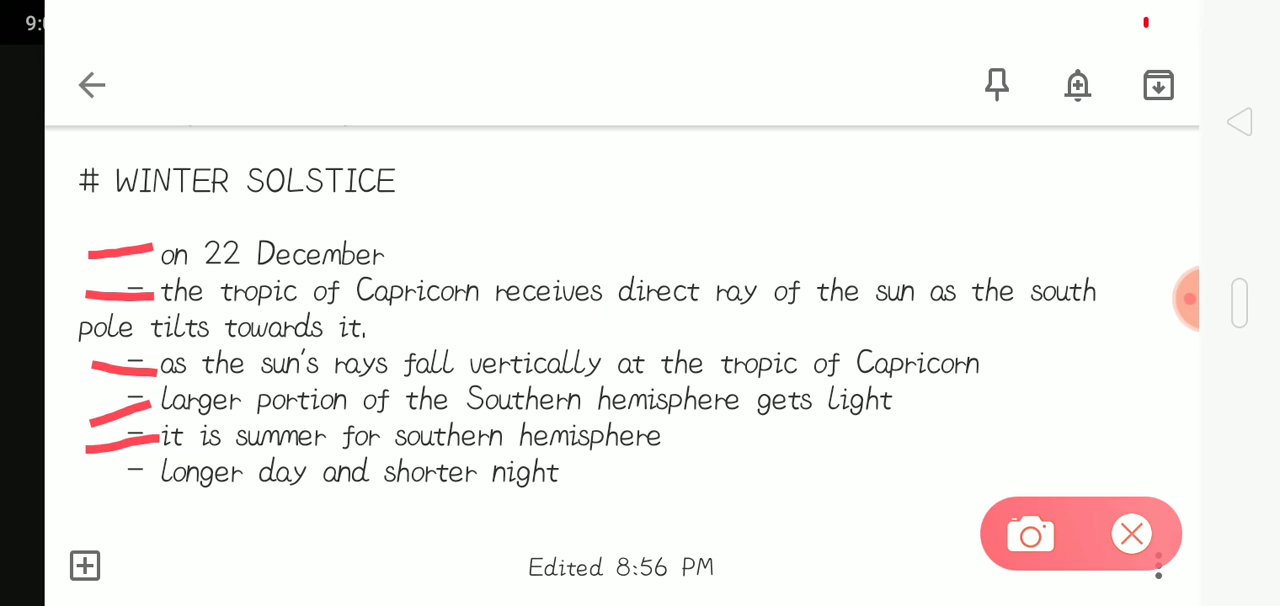 9:0
# WINTER SOLSTICE
on 22 December
- the tropic of Capricorn receives direct ray of the sun as the south
pole tilts towards it.
- as the sun's rays fall vertically at the tropic of Capricorn
- larger portion of the Southern hemisphere gets light
- it is summer for southern hemisphere
- longer day and shorter night
Edited 8:56 PM